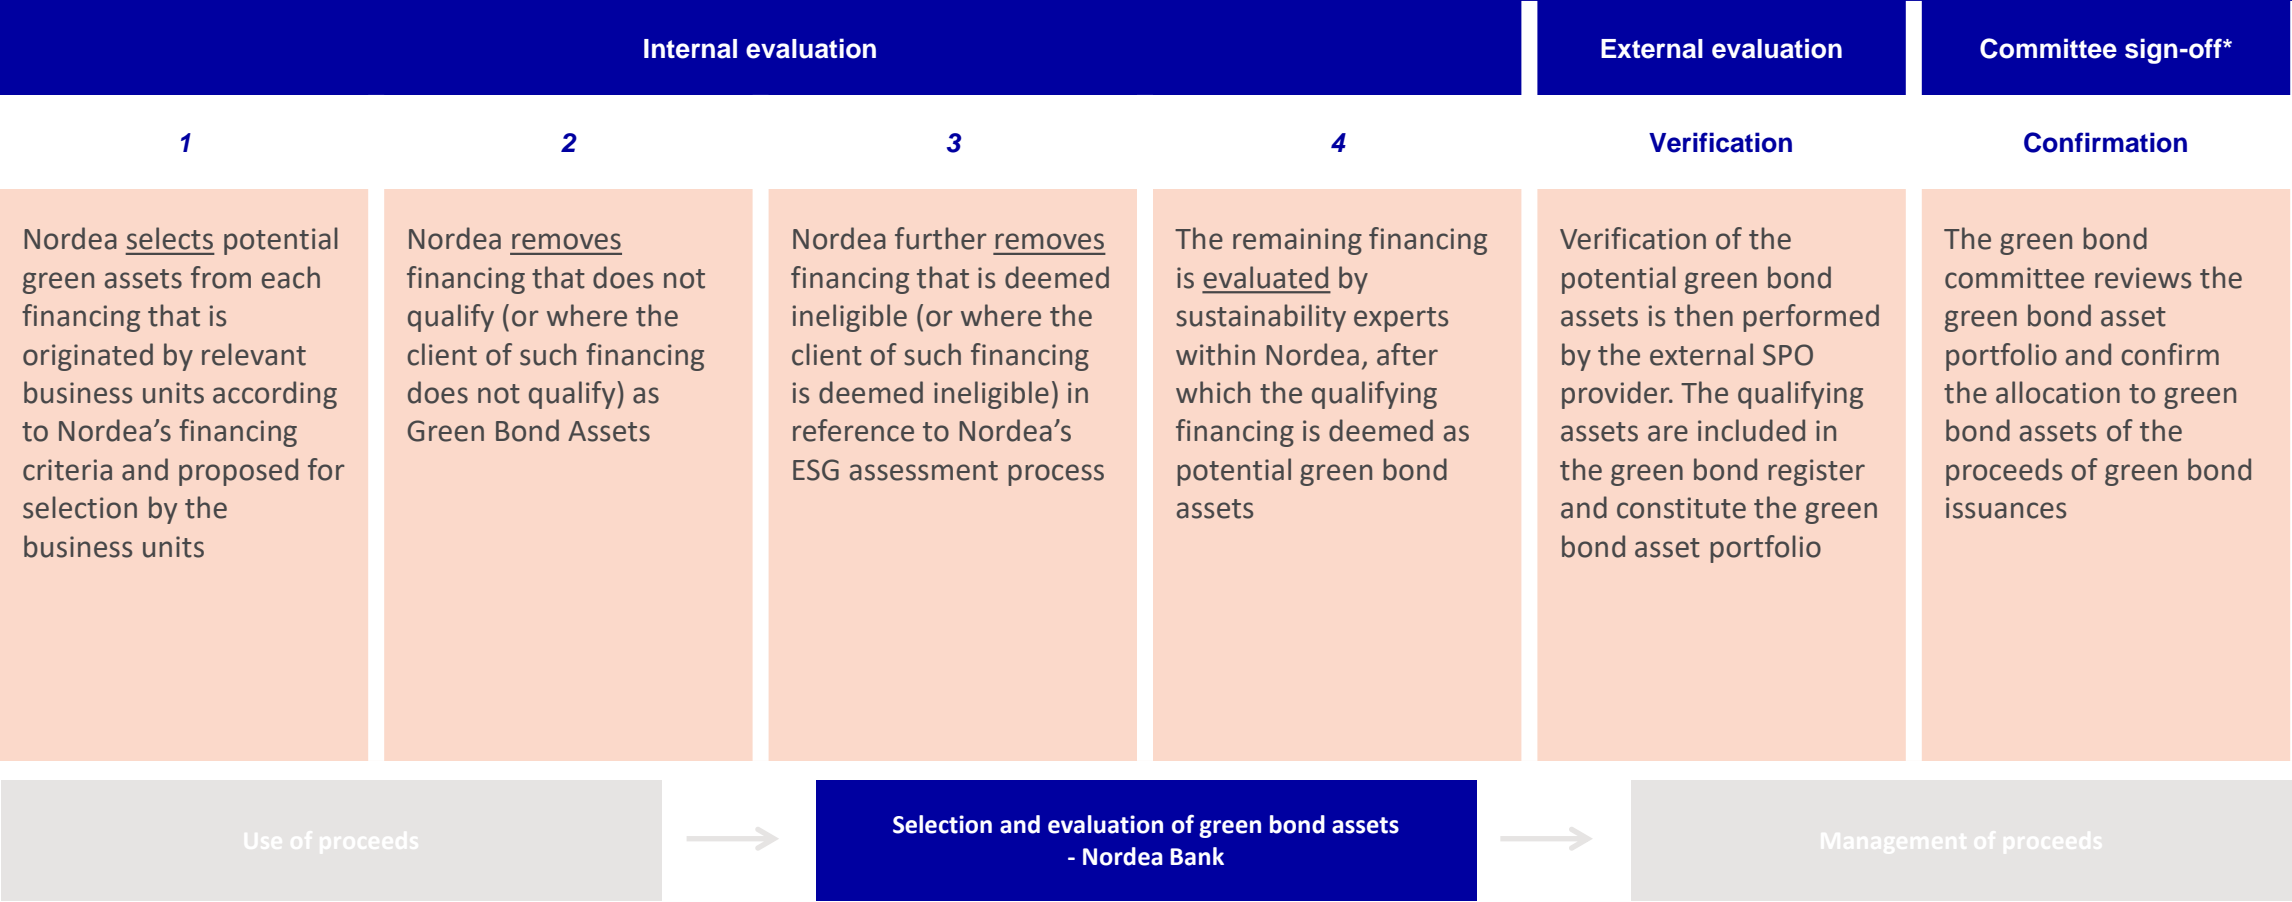 Internal evaluation
External evaluation
Committee sign-off*
1
2
3
4
Verification
Confirmation
Nordea selects potential
green assets from each
financing that is
originated by relevant
business units according
to Nordea’s financing
criteria and proposed for
selection by the
business units
Nordea removes
financing that does not
qualify (or where the
client of such financing
does not qualify) as
Green Bond Assets
Nordea further removes
financing that is deemed
ineligible (or where the
client of such financing
is deemed ineligible) in
reference to Nordea’s
ESG assessment process
The remaining financing
is evaluated by
sustainability experts
within Nordea, after
which the qualifying
financing is deemed as
potential green bond
assets
Verification of the
potential green bond
assets is then performed
by the external SPO
provider. The qualifying
assets are included in
the green bond register
and constitute the green
bond asset portfolio
The green bond
committee reviews the
green bond asset
portfolio and confirm
the allocation to green
bond assets of the
proceeds of green bond
issuances
Use of proceeds
Selection and evaluation of green bond assets
- Nordea Bank
Management of proceeds